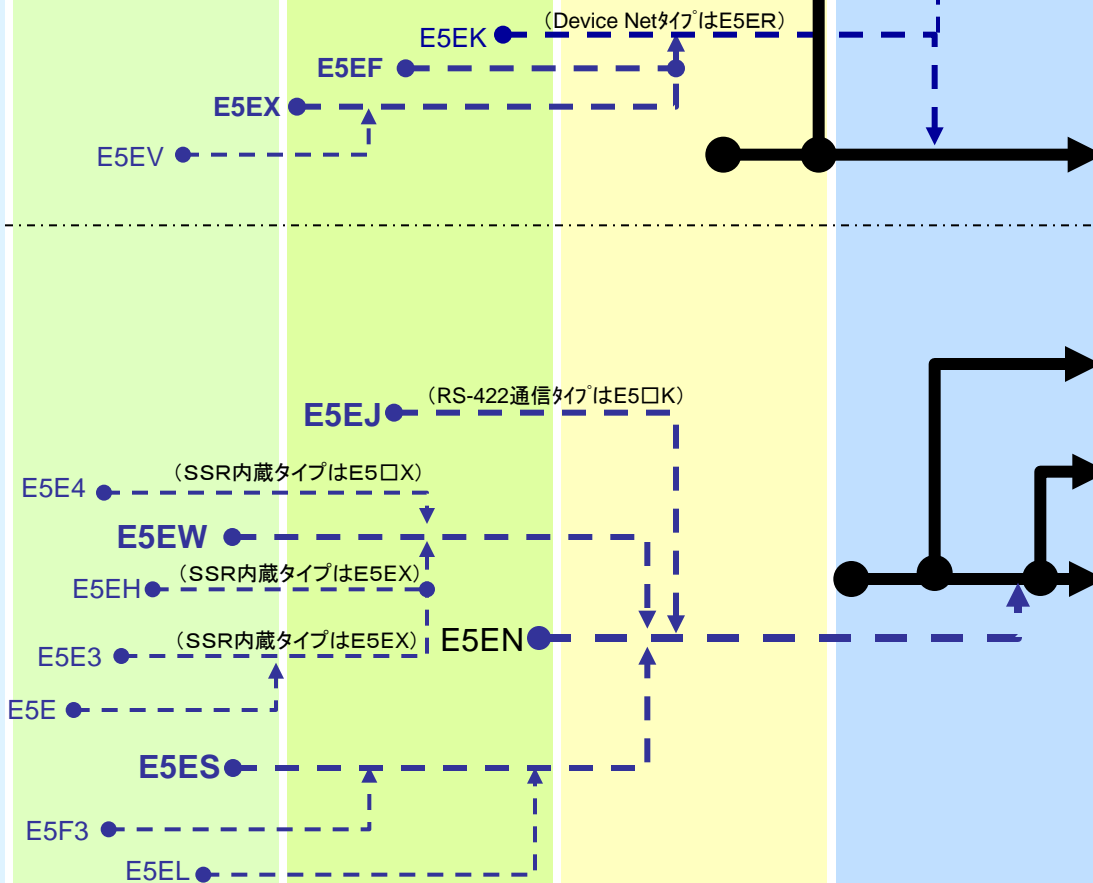 （Device NetﾀｲﾌﾟはE5ER）
E5EK
E5EF
E5EX
E5EV
（RS-422通信ﾀｲﾌﾟはE5□K）
E5EJ
（SSR内蔵タイプはE5□X）
E5E4
E5EW
（SSR内蔵タイプはE5EX）
E5EH
（SSR内蔵タイプはE5EX）
E5EN
E5E3
E5E
E5ES
E5F3
E5EL